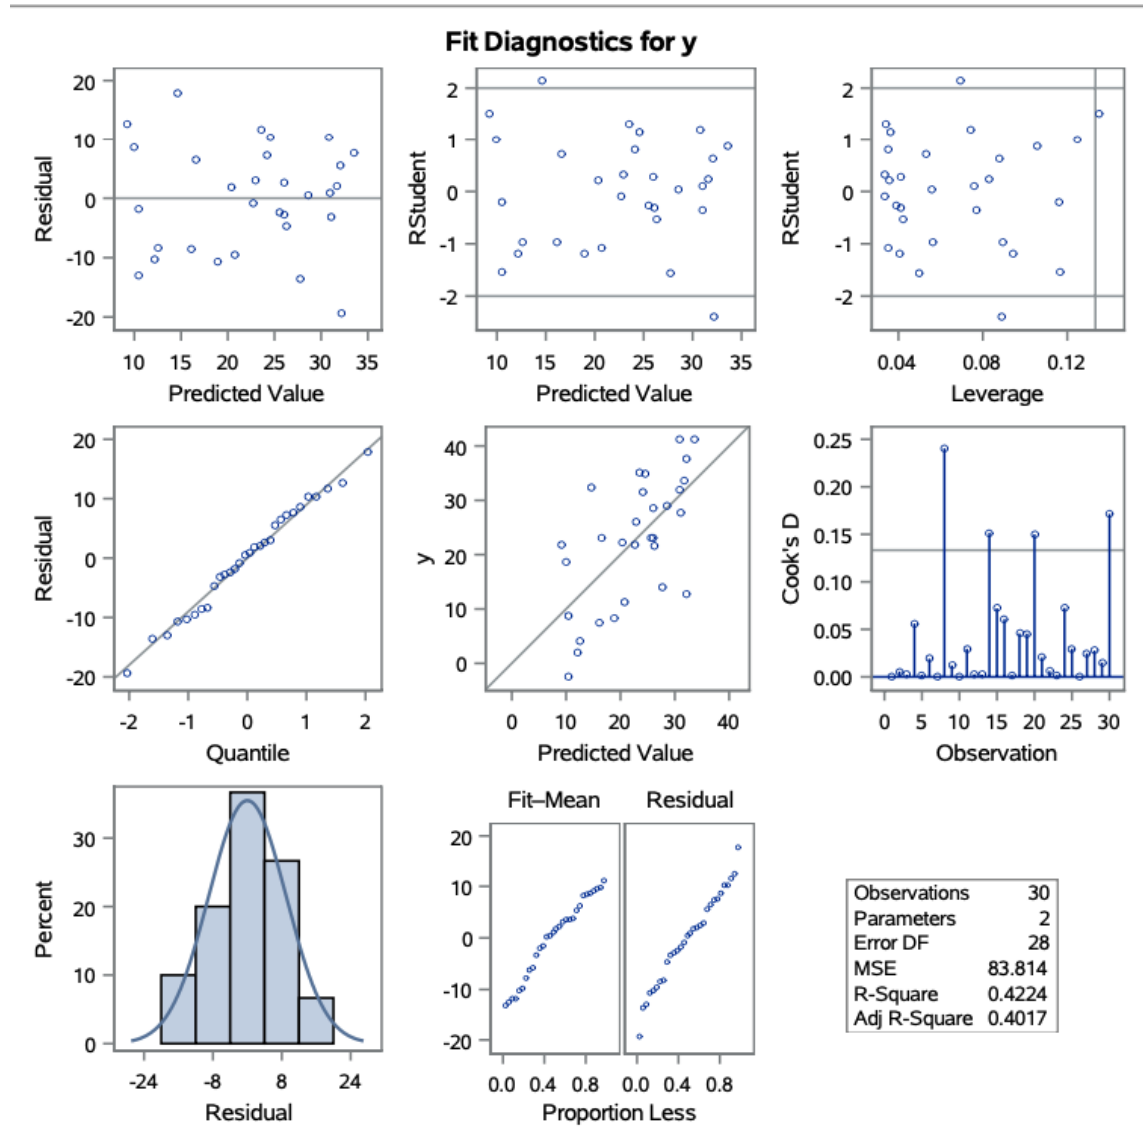 Fit Diagnostics for y
20
10
0
-10
-20
Residual
10 15 20 25 30 35
Predicted Value
2
1
0
-1
-2
RStudent
10 15 20 25 30 35
Predicted Value
2
1
0
-1
-2
RStudent
0.04 0.08 0.12
Leverage
20
10
0
-10
-20
Residual
-2 -1 0 1 2
Quantile
40
30
20
10
0
y
0 10 20 30 40
Predicted Value
0.25
0.20
0.15
0.10
0.05
0.00
Cook's D
0 5 10 15 20 25 30
Observation
30
20
10
0
Percent
-24 -8 8 24
Residual
Fit–Mean Residual
20
10
0
-10
-20
0.0 0.4 0.8 0.0 0.4 0.8
Proportion Less
Observations 30
Parameters 2
Error DF 28
MSE 83.814
R-Square 0.4224
Adj R-Square 0.4017